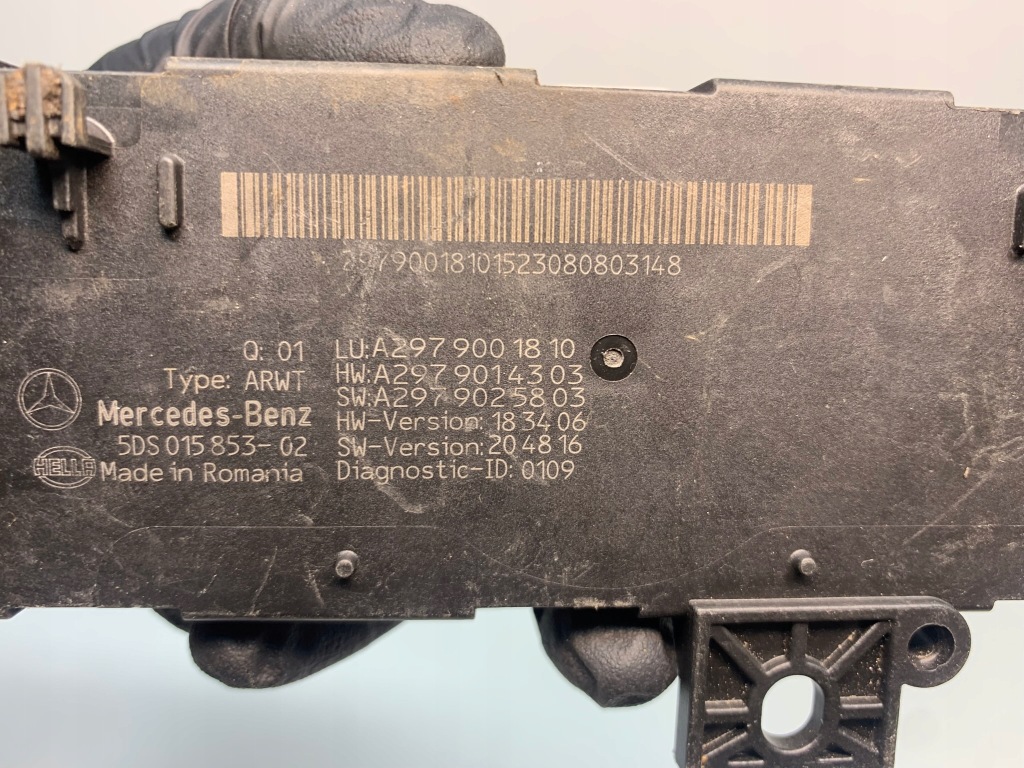 297900181015230808​03148
Q: 01
Type: ARWT
Mercedes-Benz
5DS 015 853-02
HELLA
Made in Romania
LU:A297 900 18 10
HW:A297 901 43 03
SW:A297 902 58 03
HW-Version: 18 34 06
SW-Version: 20 48 16
Diagnostic-ID: 0109